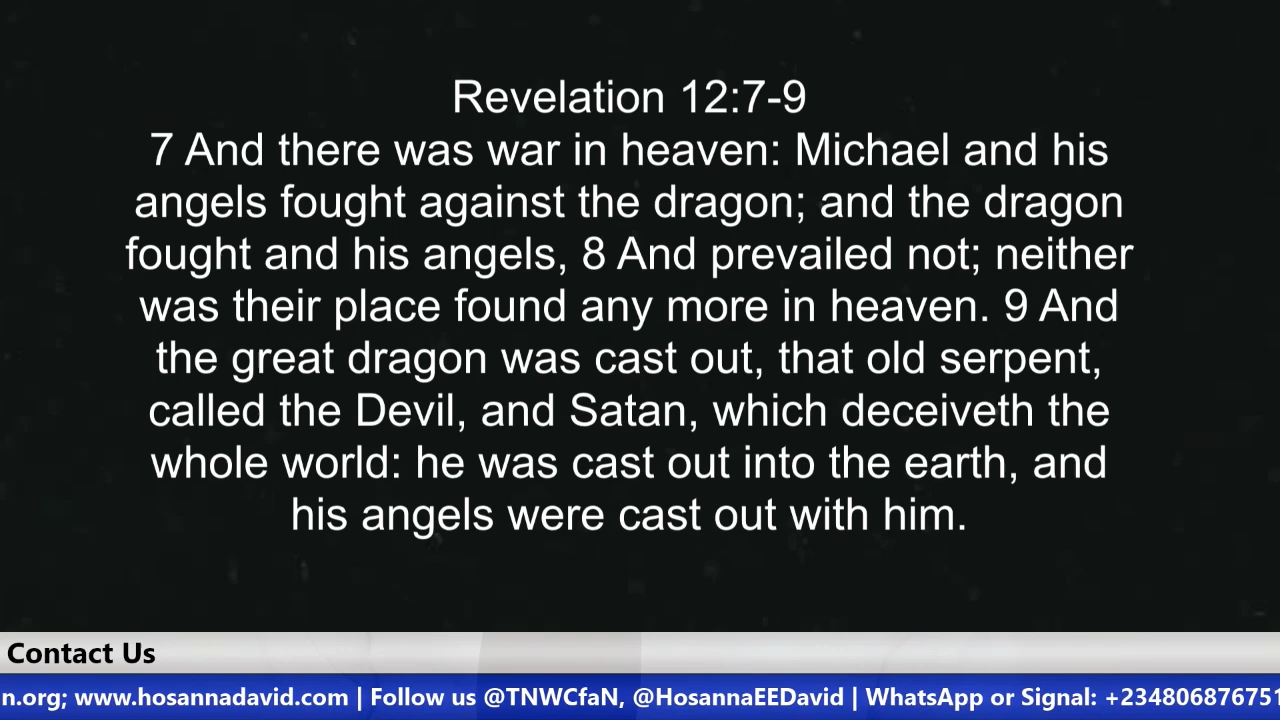 Revelation 12:7-9
7 And there was war in heaven: Michael and his
angels fought against the dragon; and the dragon
fought and his angels, 8 And prevailed not; neither
was their place found any more in heaven. 9 And
the great dragon was cast out, that old serpent,
called the Devil, and Satan, which deceiveth the
whole world: he was cast out into the earth, and
his angels were cast out with him.
Contact Us
n.org; www.hosannadavid.com | Follow us @TNWCfaN, @HosannaEEDavid | WhatsApp or Signal: +234806876751